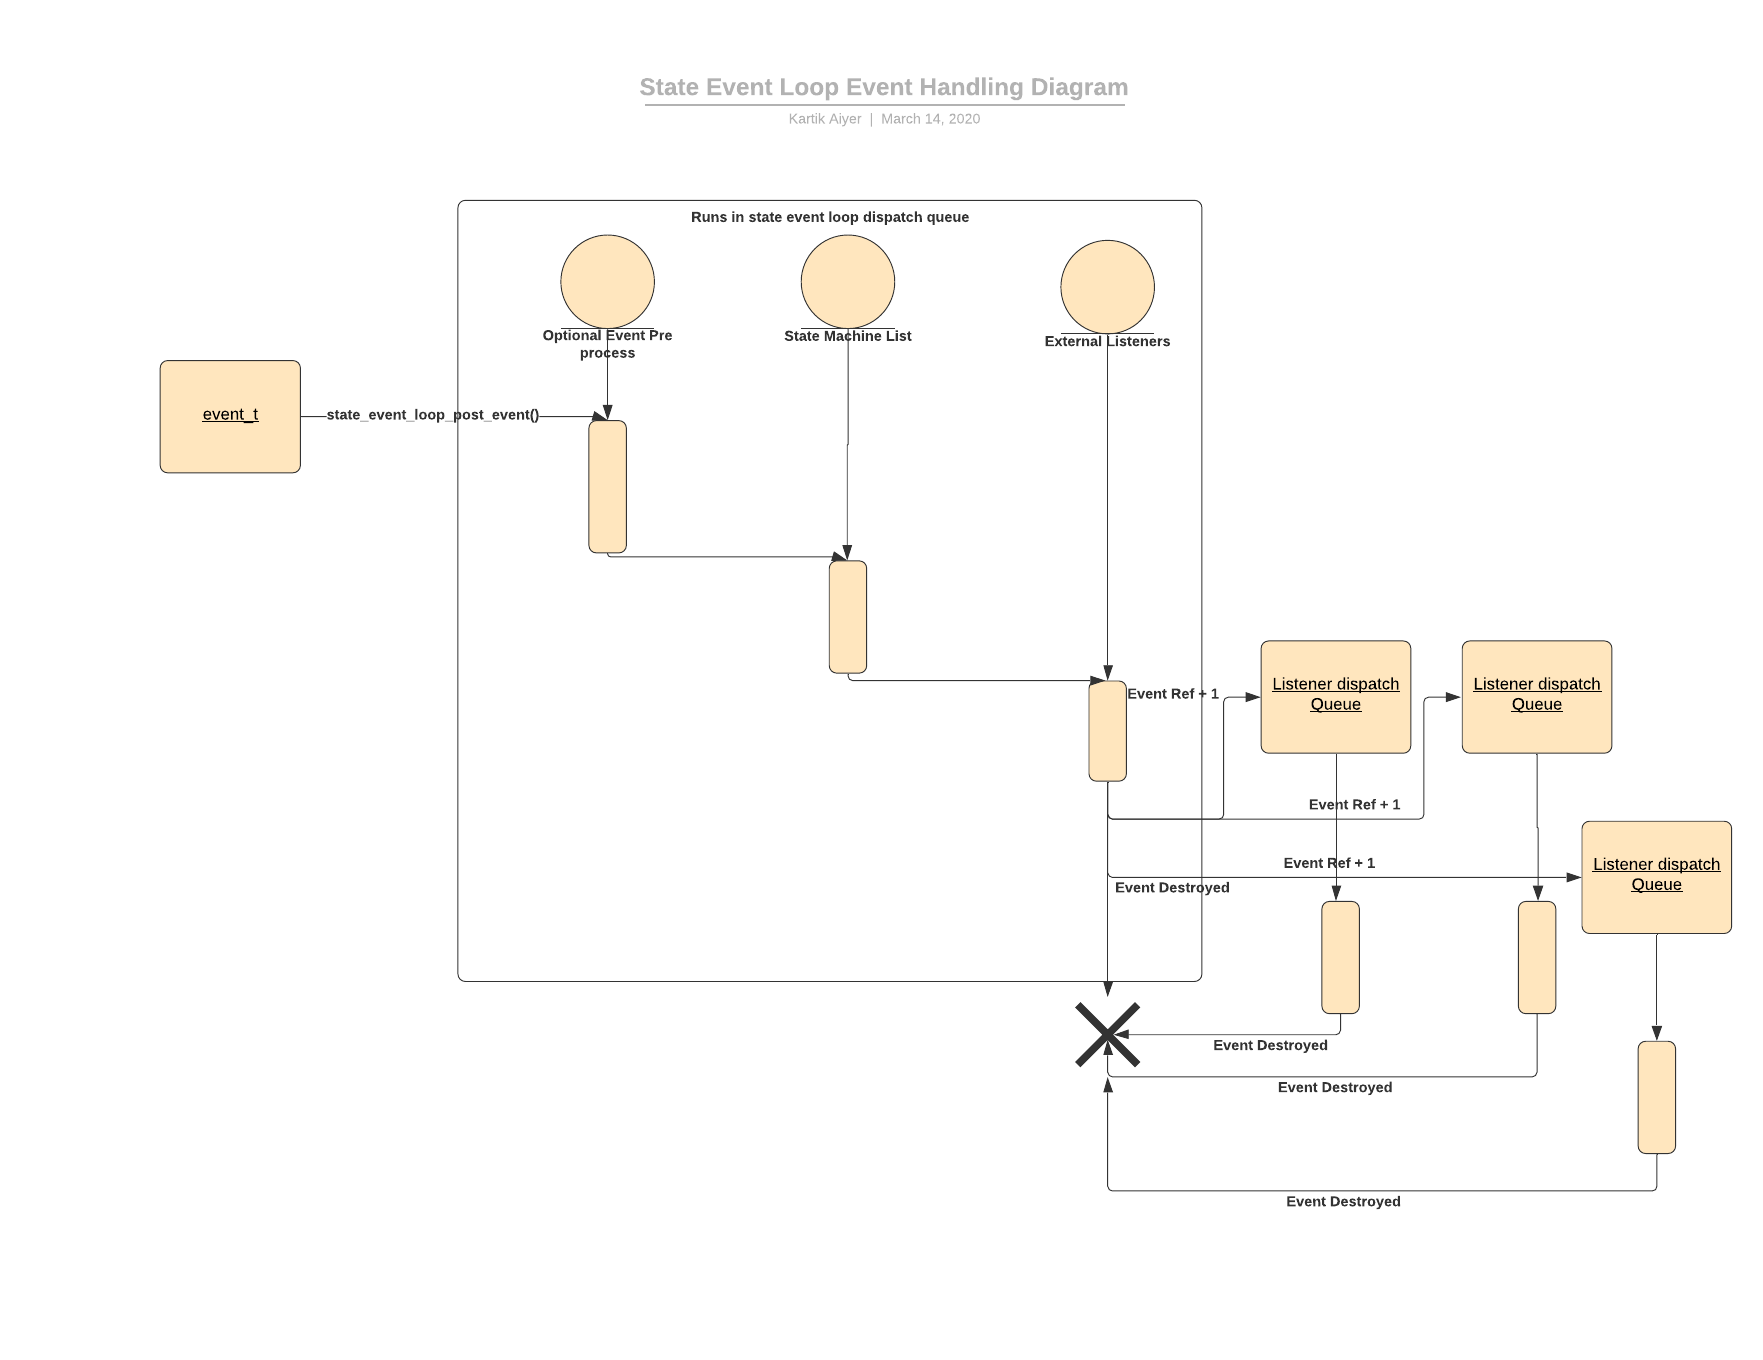 State Event Loop Event Handling Diagram
Kartik Aiyer | March 14, 2020
Runs in state event loop dispatch queue
Optional Event Pre
process
State Machine List
External Listeners
event_t
state_event_loop_post_event()
Event Ref + 1
Listener dispatch
Queue
Listener dispatch
Queue
Event Ref + 1
Event Ref + 1
Listener dispatch
Queue
Event Destroyed
Event Destroyed
Event Destroyed
Event Destroyed